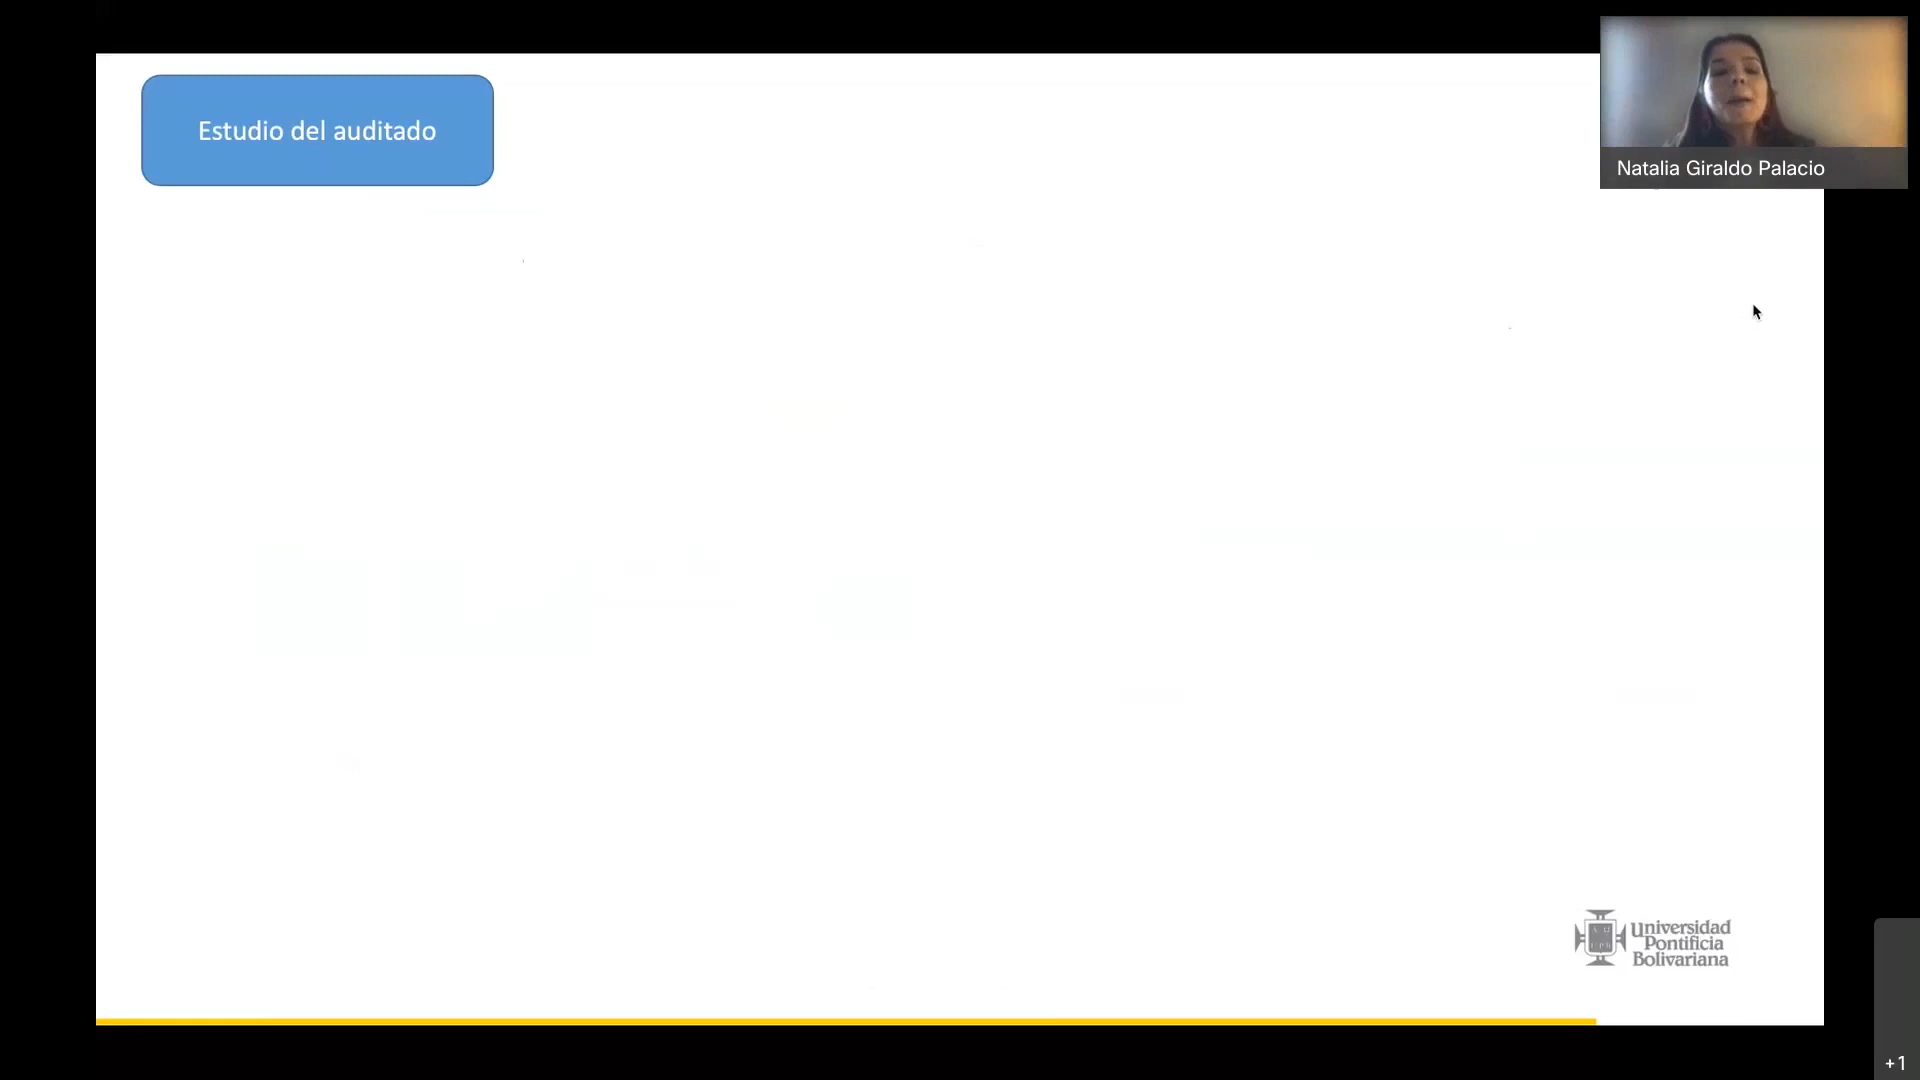 Estudio del auditado
Natalia Giraldo Palacio
Universidad
Pontificia
Bolivariana
+1